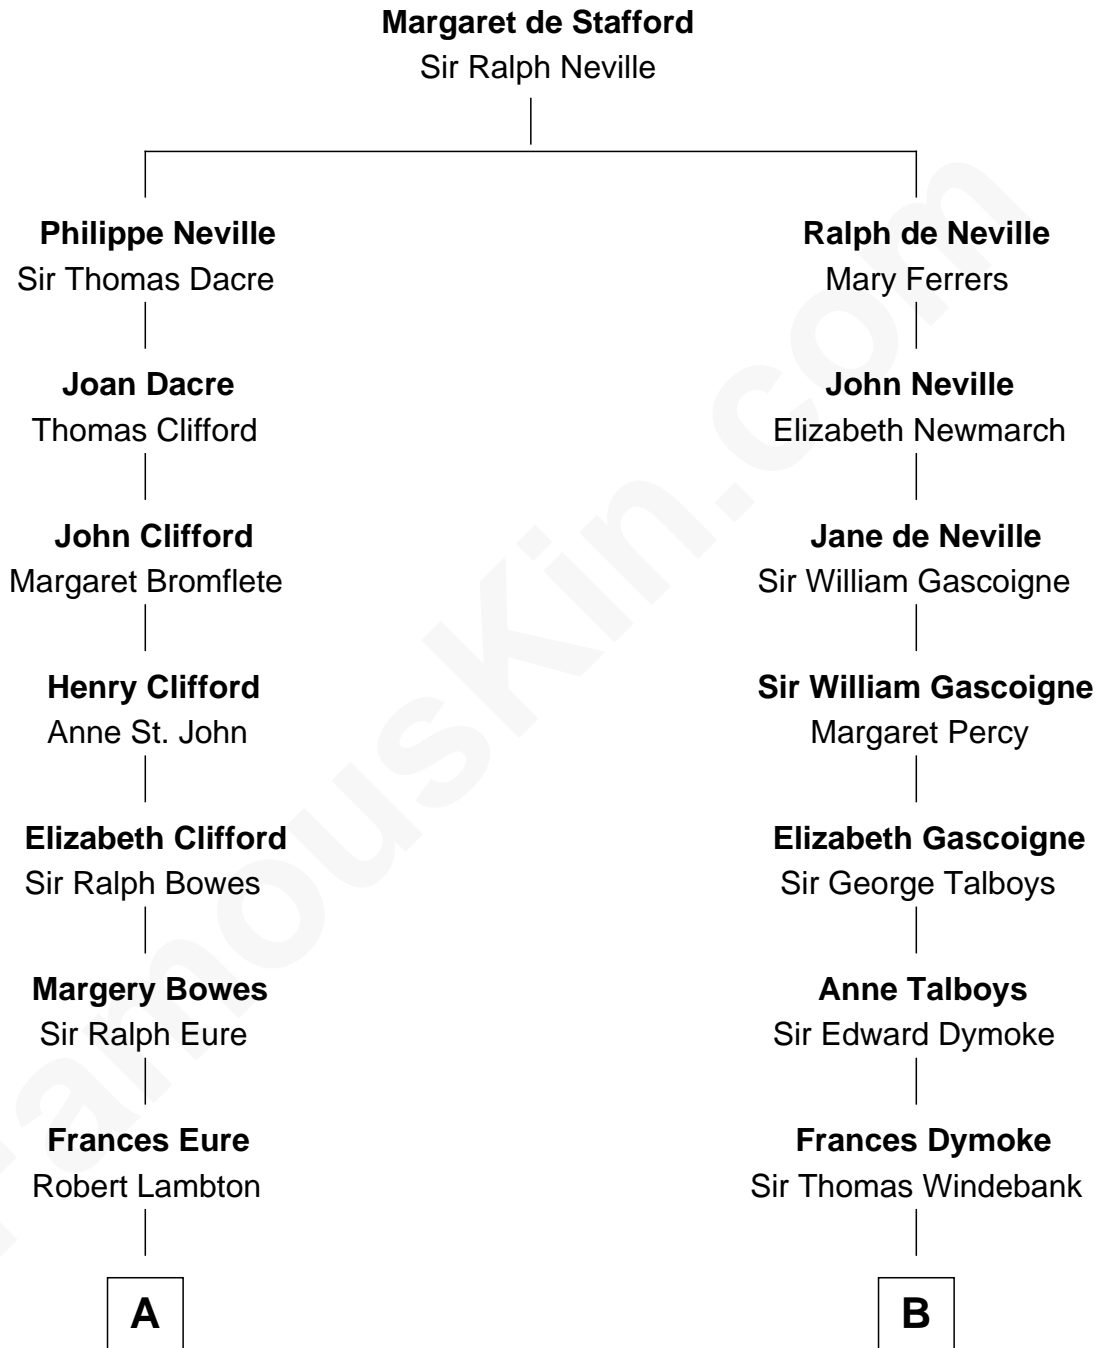 Margaret de Stafford
Sir Ralph Neville
Philippe Neville
Sir Thomas Dacre
Joan Dacre
Thomas Clifford
John Clifford
Margaret Bromflete
Henry Clifford
Anne St. John
Elizabeth Clifford
Sir Ralph Bowes
Margery Bowes
Sir Ralph Eure
Frances Eure
Robert Lambton
A
Ralph de Neville
Mary Ferrers
John Neville
Elizabeth Newmarch
Jane de Neville
Sir William Gascoigne
Sir William Gascoigne
Margaret Percy
Elizabeth Gascoigne
Sir George Talboys
Anne Talboys
Sir Edward Dymoke
Frances Dymoke
Sir Thomas Windebank
B
FamousKin.com